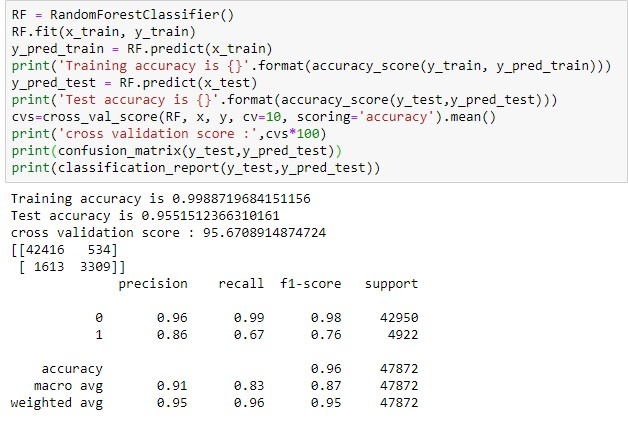 RF = RandomForestClassifier()
RF.fit(x_train, y_train)
y_pred_train = RF.predict(x_train)
print('Training accuracy is {}'.format(accuracy_score(y_train, y_pred_train)))
y_pred_test = RF.predict(x_test)
print('Test accuracy is {}'.format(accuracy_score(y_test,y_pred_test)))
cvs=cross_val_score(RF, x, y, cv=10, scoring='accuracy').mean()
print('cross validation score :',cvs*100)
print(confusion_matrix(y_test,y_pred_test))
print(classification_report(y_test,y_pred_test))
Training accuracy is 0.9988719684151156
Test accuracy is 0.9551512366310161
cross validation score : 95.6708914874724
[[42416   534]
 [ 1613  3309]]
              precision    recall  f1-score   support
           0       0.96      0.99      0.98     42950
           1       0.86      0.67      0.76      4922
    accuracy                           0.96     47872
   macro avg       0.91      0.83      0.87     47872
weighted avg       0.95      0.96      0.95     47872